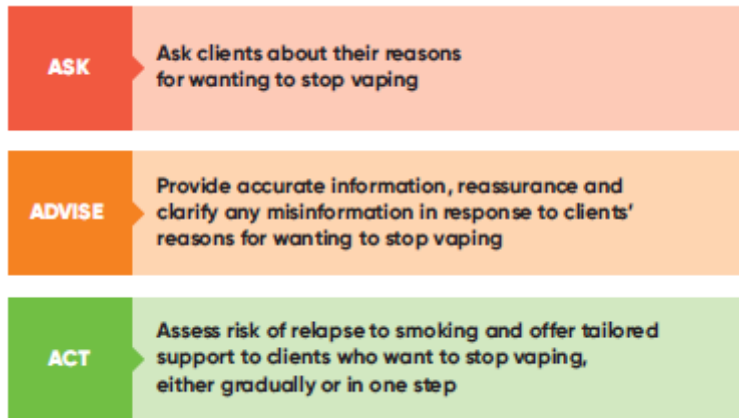 ASK
Ask clients about their reasons
for wanting to stop vaping
ADVISE
Provide accurate information, reassurance and
clarify any misinformation in response to clients'
reasons for wanting to stop vaping
ACT
Assess risk of relapse to smoking and offer tailored
support to clients who want to stop vaping,
either gradually or in one step